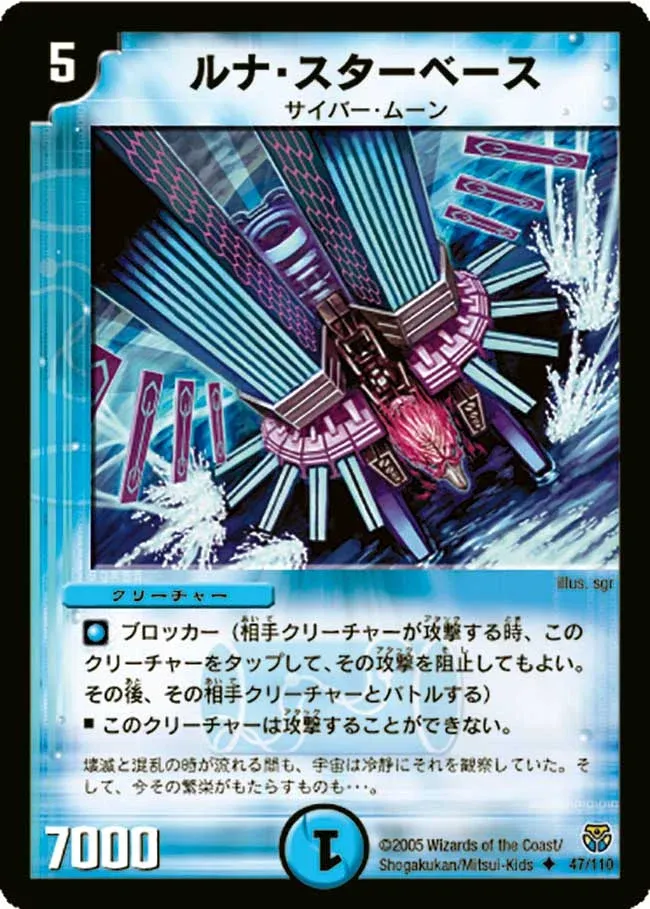 5
ルナ・スターベース
サイバー・ムーン
illus. sgr
クリーチャー
ブロッカー（相手クリーチャーが攻撃する時、この
クリーチャーをタップして、その攻撃を阻止してもよい。
その後、その相手クリーチャーとバトルする）
■ このクリーチャーは攻撃することができない。
壊滅と混乱の時が流れる間も、宇宙は冷静にそれを観察していた。そ
して、今その繁栄がもたらすものも・・・。
7000
1
©2005 Wizards of the Coast/
Shogakukan/Mitsui-Kids ◆ 47/110